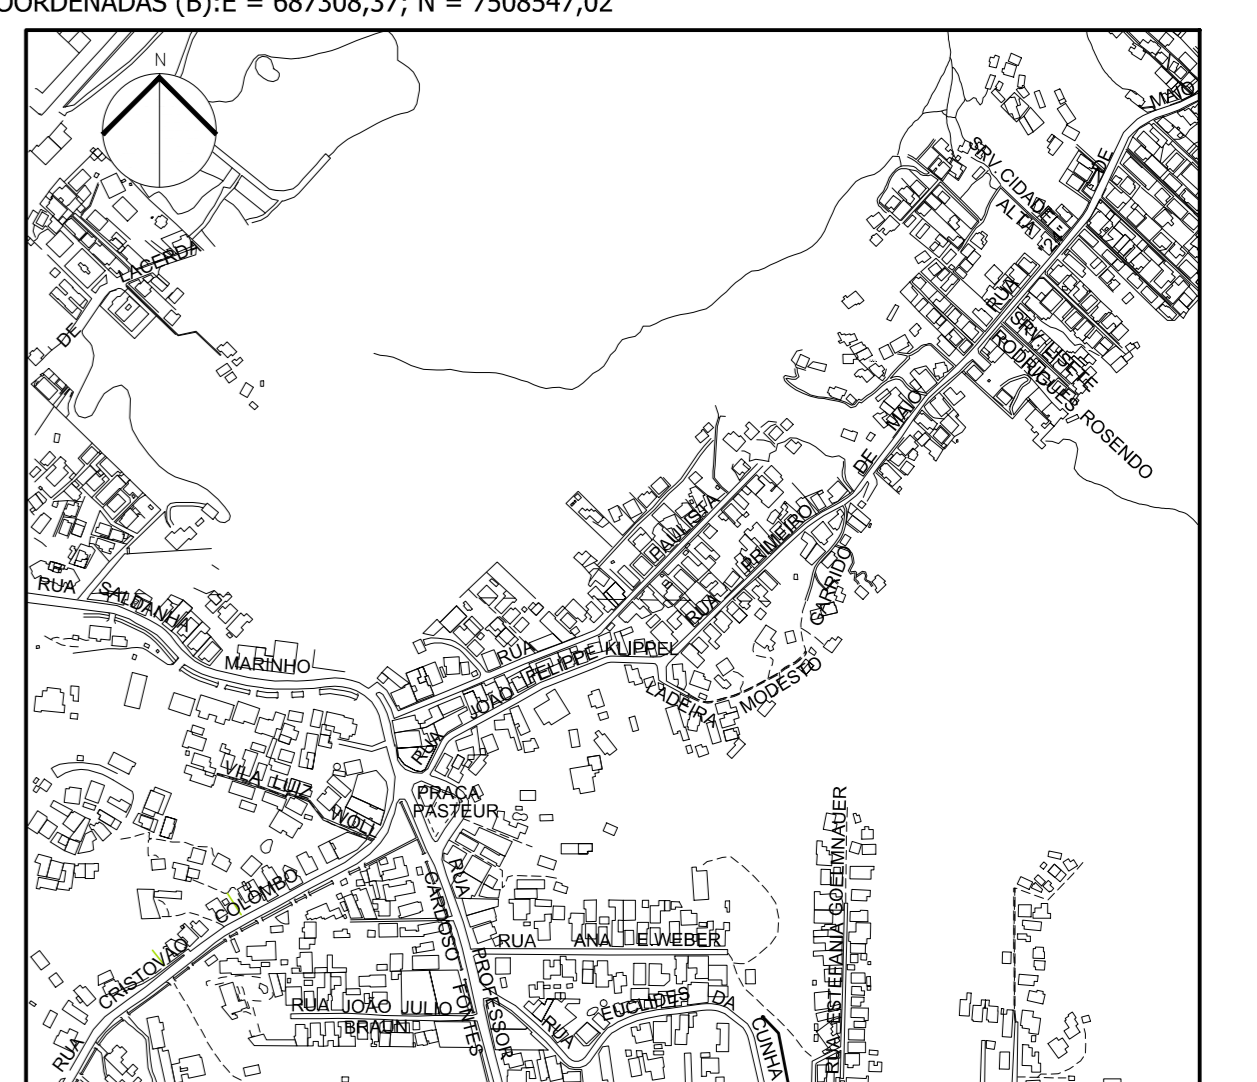 COORDENADAS (B):E = 687308,37; N = 7508547,02
N
MAIO
DE
SRV. CIDADE
ALTA
RUA
LACERDA
DE
SRV. LISETE
RODRIGUES ROSENDO
MAIO
DE
PAULISTA
PRIMEIRO
RUA
GARRIDO
MODESTO
LADEIRA
DE
RUA
SALDANHA
MARINHO
RUA
RUA JOÃO FELIPPE KLIPPEL
VILA LUIZ
WOLL
PRAÇA
PASTEUR
RUA CRISTOVÃO COLOMBO
RUA PROFESSOR
CARDOSO FONTES
RUA ANA E.WEBER
RUA JOÃO JULIO
BRAUN
RUA EUCLIDES DA CUNHA
RUA ESTEFANIA GOELMNAUER